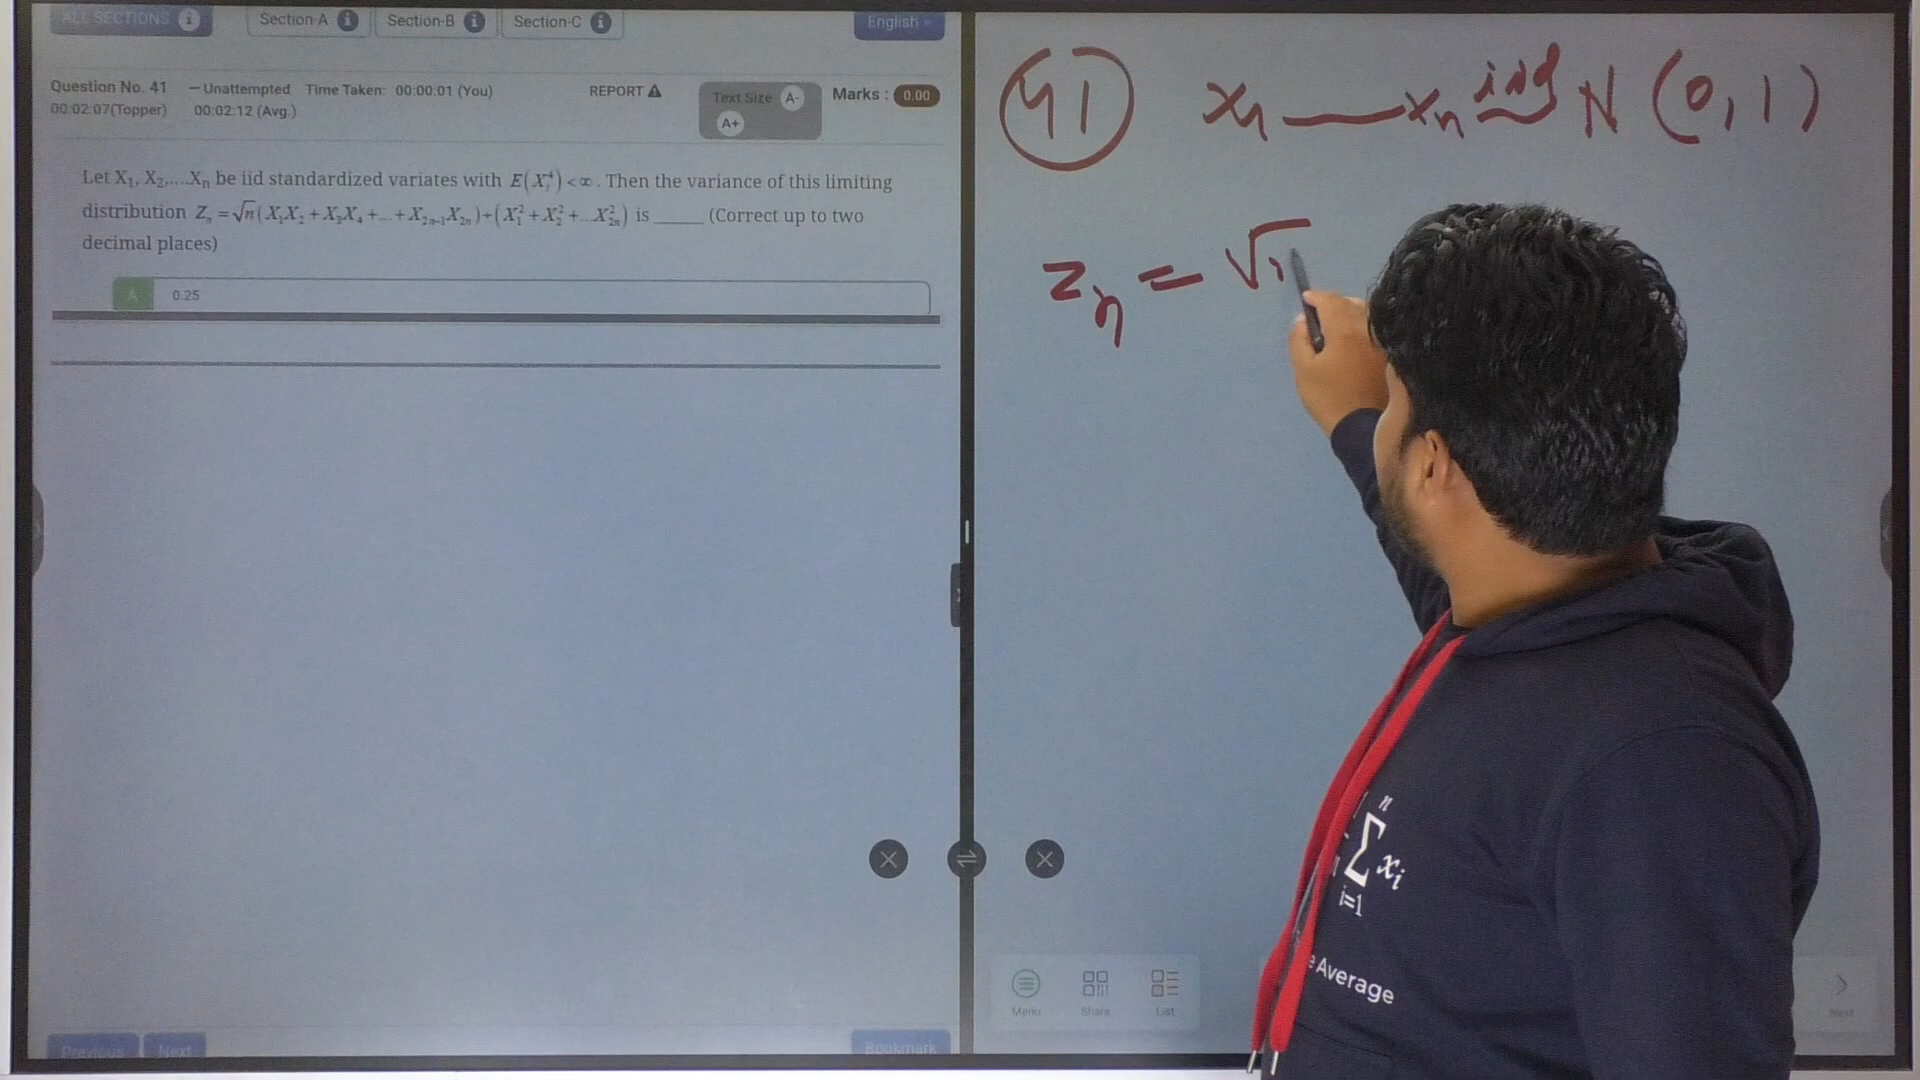 ALL SECTIONS i Section-A i Section-B i Section-C i English
Question No. 41 — Unattempted Time Taken: 00:00:01 (You) REPORT Text Size A- A+ Marks : 0.00
00:02:07(Topper) 00:02:12 (Avg.)
Let X₁, X₂,....Xₙ be iid standardized variates with E(Xᵢ⁴) < ∞. Then the variance of this limiting
distribution Zₙ = √n (X₁X₂ + X₃X₄ + ... + X₂ₙ₋₁X₂ₙ) ÷ (X₁² + X₂² + ...X₂ₙ²) is _____ (Correct up to two
decimal places)
A 0.25
Previous Next Bookmark
41 x₁ — xₙ iid ~ N (0, 1)
zₙ = √
n
∑ xᵢ
i=1
Average
Menu Share List Next